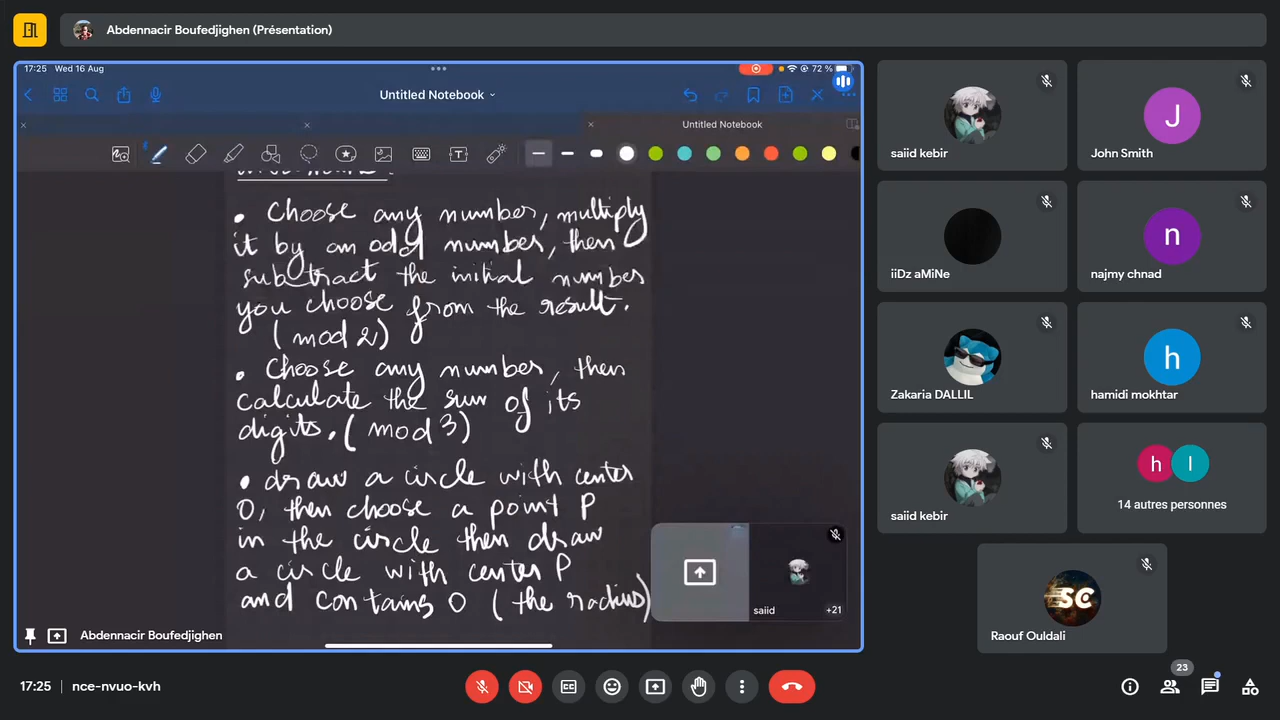 Abdennacir Boufedjighen (Présentation)
17:25 Wed 16 Aug
72 %
Untitled Notebook
Untitled Notebook
• Choose any number, multiply
it by an odd number, then
subtract the initial number
you choose from the result.
(mod 2)
• Choose any number, then
calculate the sum of its
digits. (mod 3)
• draw a circle with center
O, then choose a point P
in the circle then draw
a circle with center P
and contains O (the radius)
saiid
+21
Abdennacir Boufedjighen
saiid kebir
J
John Smith
iiDz aMiNe
n
najmy chnad
Zakaria DALLIL
h
hamidi mokhtar
saiid kebir
h l
14 autres personnes
SC
Raouf Ouldali
17:25 nce-nvuo-kvh
23